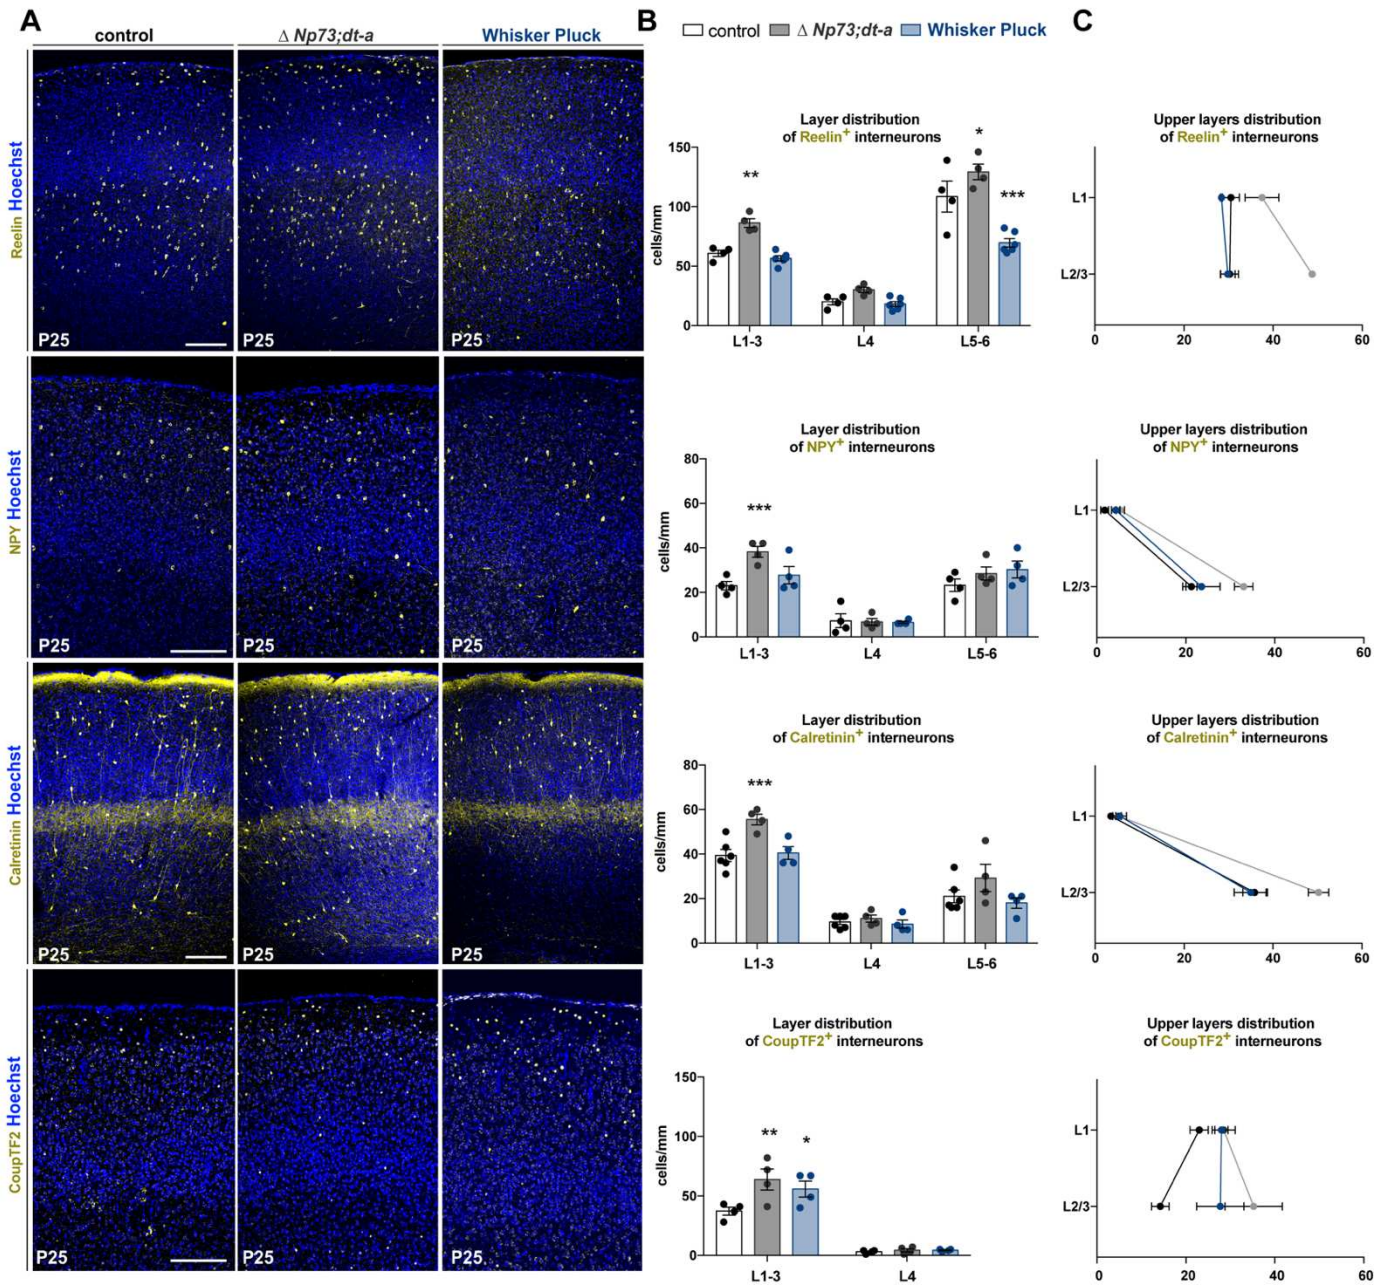 A
control
Δ Np73;dt-a
Whisker Pluck
Reelin Hoechst
P25
P25
P25
NPY Hoechst
P25
P25
P25
Calretinin Hoechst
P25
P25
P25
CoupTF2 Hoechst
P25
P25
P25
B
control Δ Np73;dt-a Whisker Pluck
Layer distribution
of Reelin+ interneurons
cells/mm
150
100
50
0
**
*
***
L1-3 L4 L5-6
Layer distribution
of NPY+ interneurons
cells/mm
80
60
40
20
0
***
L1-3 L4 L5-6
Layer distribution
of Calretinin+ interneurons
cells/mm
80
60
40
20
0
***
L1-3 L4 L5-6
Layer distribution
of CoupTF2+ interneurons
cells/mm
150
100
50
0
**
*
L1-3 L4
C
Upper layers distribution
of Reelin+ interneurons
L1
L2/3
0 20 40 60
Upper layers distribution
of NPY+ interneurons
L1
L2/3
0 20 40 60
Upper layers distribution
of Calretinin+ interneurons
L1
L2/3
0 20 40 60
Upper layers distribution
of CoupTF2+ interneurons
L1
L2/3
0 20 40 60